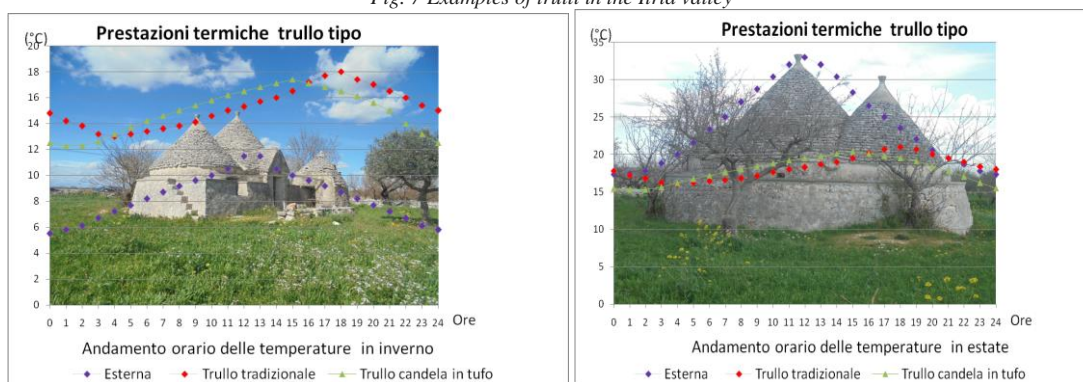 Fig. 7 Examples of trulli in the Itria valley
Prestazioni termiche trullo tipo
(°C)
20
18
16
14
12
10
8
6
4
2
0
0 1 2 3 4 5 6 7 8 9 10 11 12 13 14 15 16 17 18 19 20 21 22 23 24 Ore
Andamento orario delle temperature in inverno
Esterna Trullo tradizionale Trullo candela in tufo
Prestazioni termiche trullo tipo
(°C)
35
30
25
20
15
10
5
0
0 1 2 3 4 5 6 7 8 9 10 11 12 13 14 15 16 17 18 19 20 21 22 23 24 Ore
Andamento orario delle temperature in estate
Esterna Trullo tradizionale Trullo candela in tufo